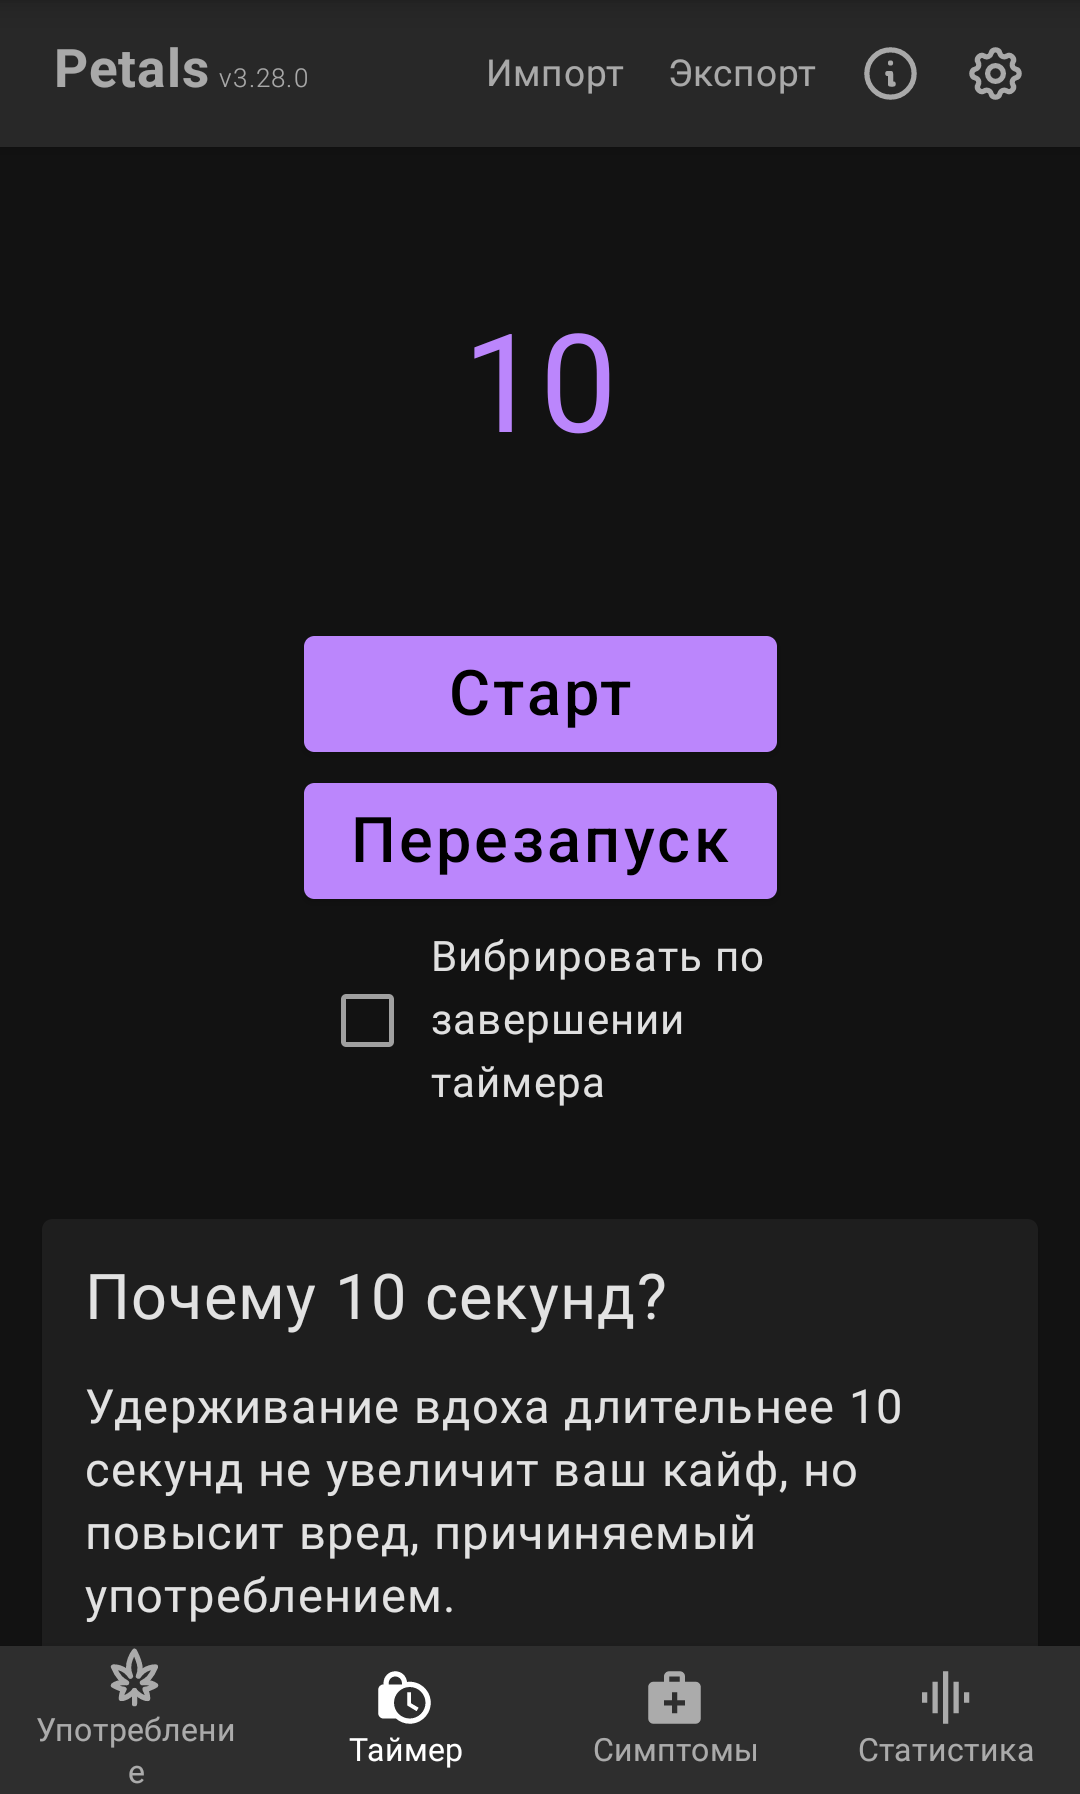 Petals v3.28.0 Импорт Экспорт
10
Старт
Перезапуск
Вибрировать по
завершении
таймера
Почему 10 секунд?
Удерживание вдоха длительнее 10
секунд не увеличит ваш кайф, но
повысит вред, причиняемый
употреблением.
Употреблени
е
Таймер
Симптомы
Статистика